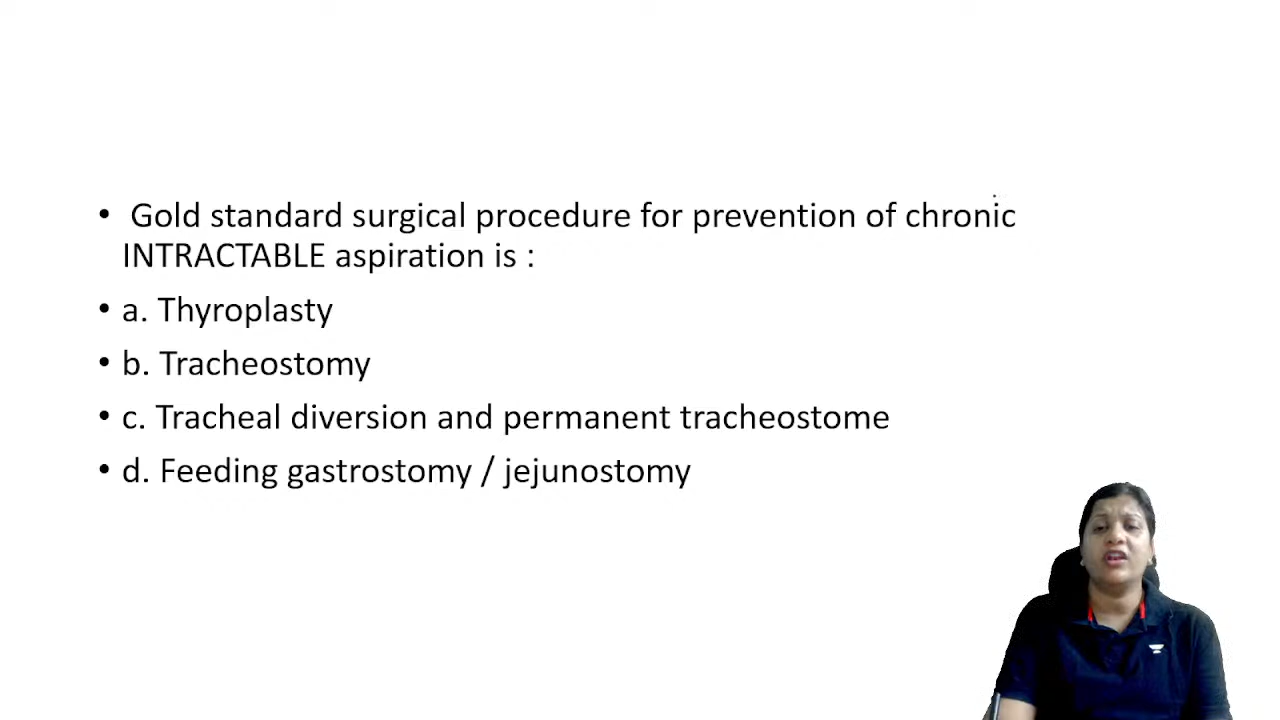 • Gold standard surgical procedure for prevention of chronic
INTRACTABLE aspiration is :
• a. Thyroplasty
• b. Tracheostomy
• c. Tracheal diversion and permanent tracheostome
• d. Feeding gastrostomy / jejunostomy